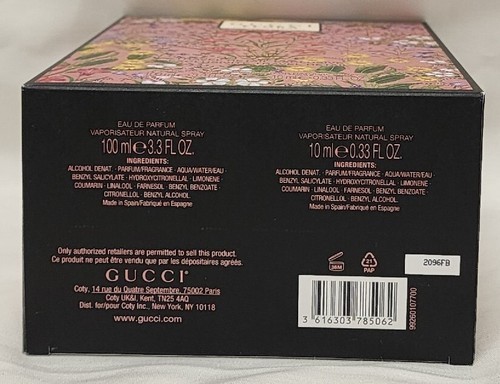 EAU DE PARFUM
VAPORISATEUR NATURAL SPRAY
100 ml e 3.3 FL OZ.
INGREDIENTS:
ALCOHOL DENAT. · PARFUM/FRAGRANCE · AQUA/WATER/EAU ·
BENZYL SALICYLATE · HYDROXYCITRONELLAL · LIMONENE ·
COUMARIN · LINALOOL · FARNESOL · BENZYL BENZOATE ·
CITRONELLOL · BENZYL ALCOHOL.
Made in Spain/Fabriqué en Espagne
EAU DE PARFUM
VAPORISATEUR NATURAL SPRAY
10 ml e 0.33 FL OZ.
INGREDIENTS:
ALCOHOL DENAT. · PARFUM/FRAGRANCE · AQUA/WATER/EAU ·
BENZYL SALICYLATE · HYDROXYCITRONELLAL · LIMONENE ·
COUMARIN · LINALOOL · FARNESOL · BENZYL BENZOATE ·
CITRONELLOL · BENZYL ALCOHOL.
Made in Spain/Fabriqué en Espagne
Only authorized retailers are permitted to sell this product.
Ce produit ne peut être vendu que par les dépositaires agréés.
GUCCI
Coty, 14 rue du Quatre Septembre, 75002 Paris
Coty UK&I, Kent, TN25 4AQ
Dist. for/pour Coty Inc., New York, NY 10118
www.gucci.com
36M
21
PAP
2096FB
3 616303 785062
99260107700